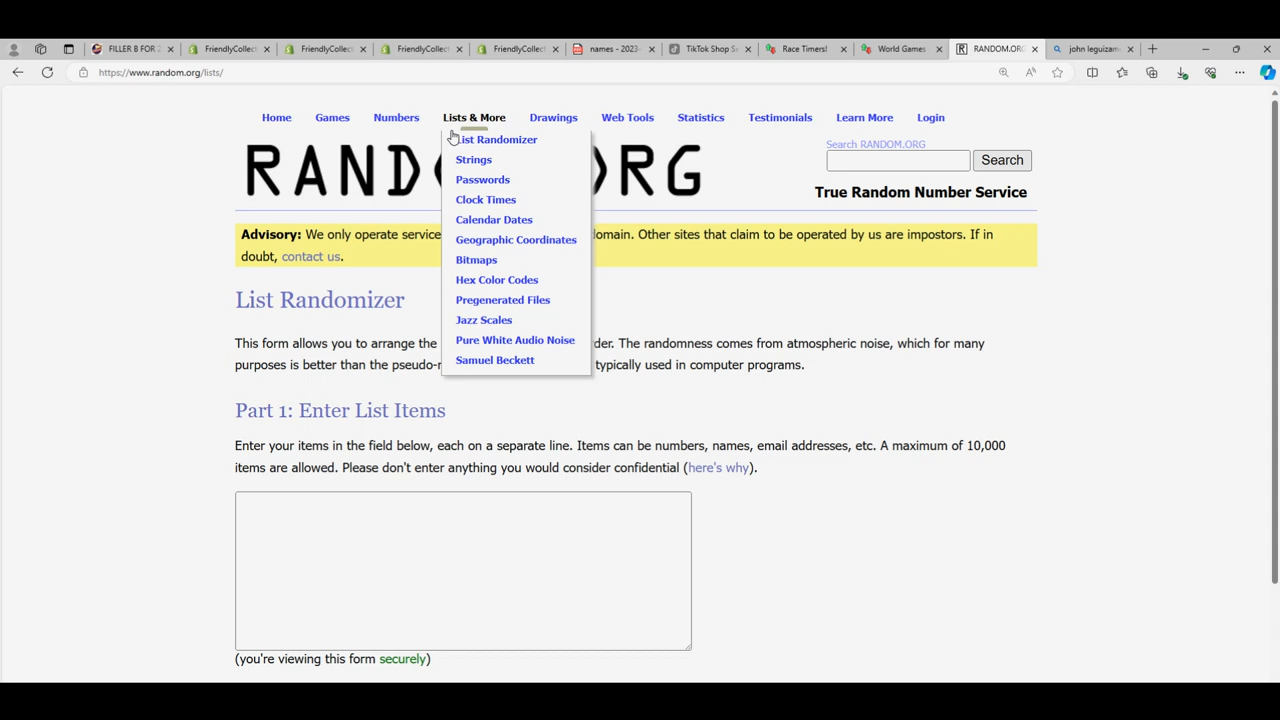 FILLER B FOR 2
FriendlyCollect
FriendlyCollect
FriendlyCollect
FriendlyCollect
names - 2023-
TikTok Shop Se
Race Timers!
World Games
RANDOM.ORG
john leguizam
https://www.random.org/lists/
Home
Games
Numbers
Lists & More
Drawings
Web Tools
Statistics
Testimonials
Learn More
Login
List Randomizer
Strings
Passwords
Clock Times
Calendar Dates
Geographic Coordinates
Bitmaps
Hex Color Codes
Pregenerated Files
Jazz Scales
Pure White Audio Noise
Samuel Beckett
RAND RG
Search RANDOM.ORG
Search
True Random Number Service
Advisory: We only operate service omain. Other sites that claim to be operated by us are impostors. If in
doubt, contact us.
List Randomizer
This form allows you to arrange the der. The randomness comes from atmospheric noise, which for many
purposes is better than the pseudo-r typically used in computer programs.
Part 1: Enter List Items
Enter your items in the field below, each on a separate line. Items can be numbers, names, email addresses, etc. A maximum of 10,000
items are allowed. Please don't enter anything you would consider confidential (here's why).
(you're viewing this form securely)